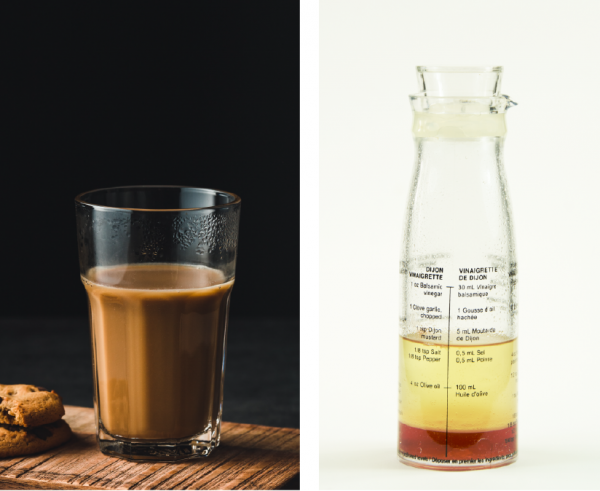 DIJON
VINAIGRETTE
1 oz Balsamic
vinegar
1 Clove garlic,
chopped
1 tsp Dijon
mustard
1/8 tsp Salt
1/8 tsp Pepper
4 oz Olive oil
VINAIGRETTE
DE DIJON
30 mL Vinaigre
balsamique
1 Gousse d'ail
hachée
5 mL Moutarde
de Dijon
0,5 mL Sel
0,5 mL Poivre
100 mL
Huile d'olive